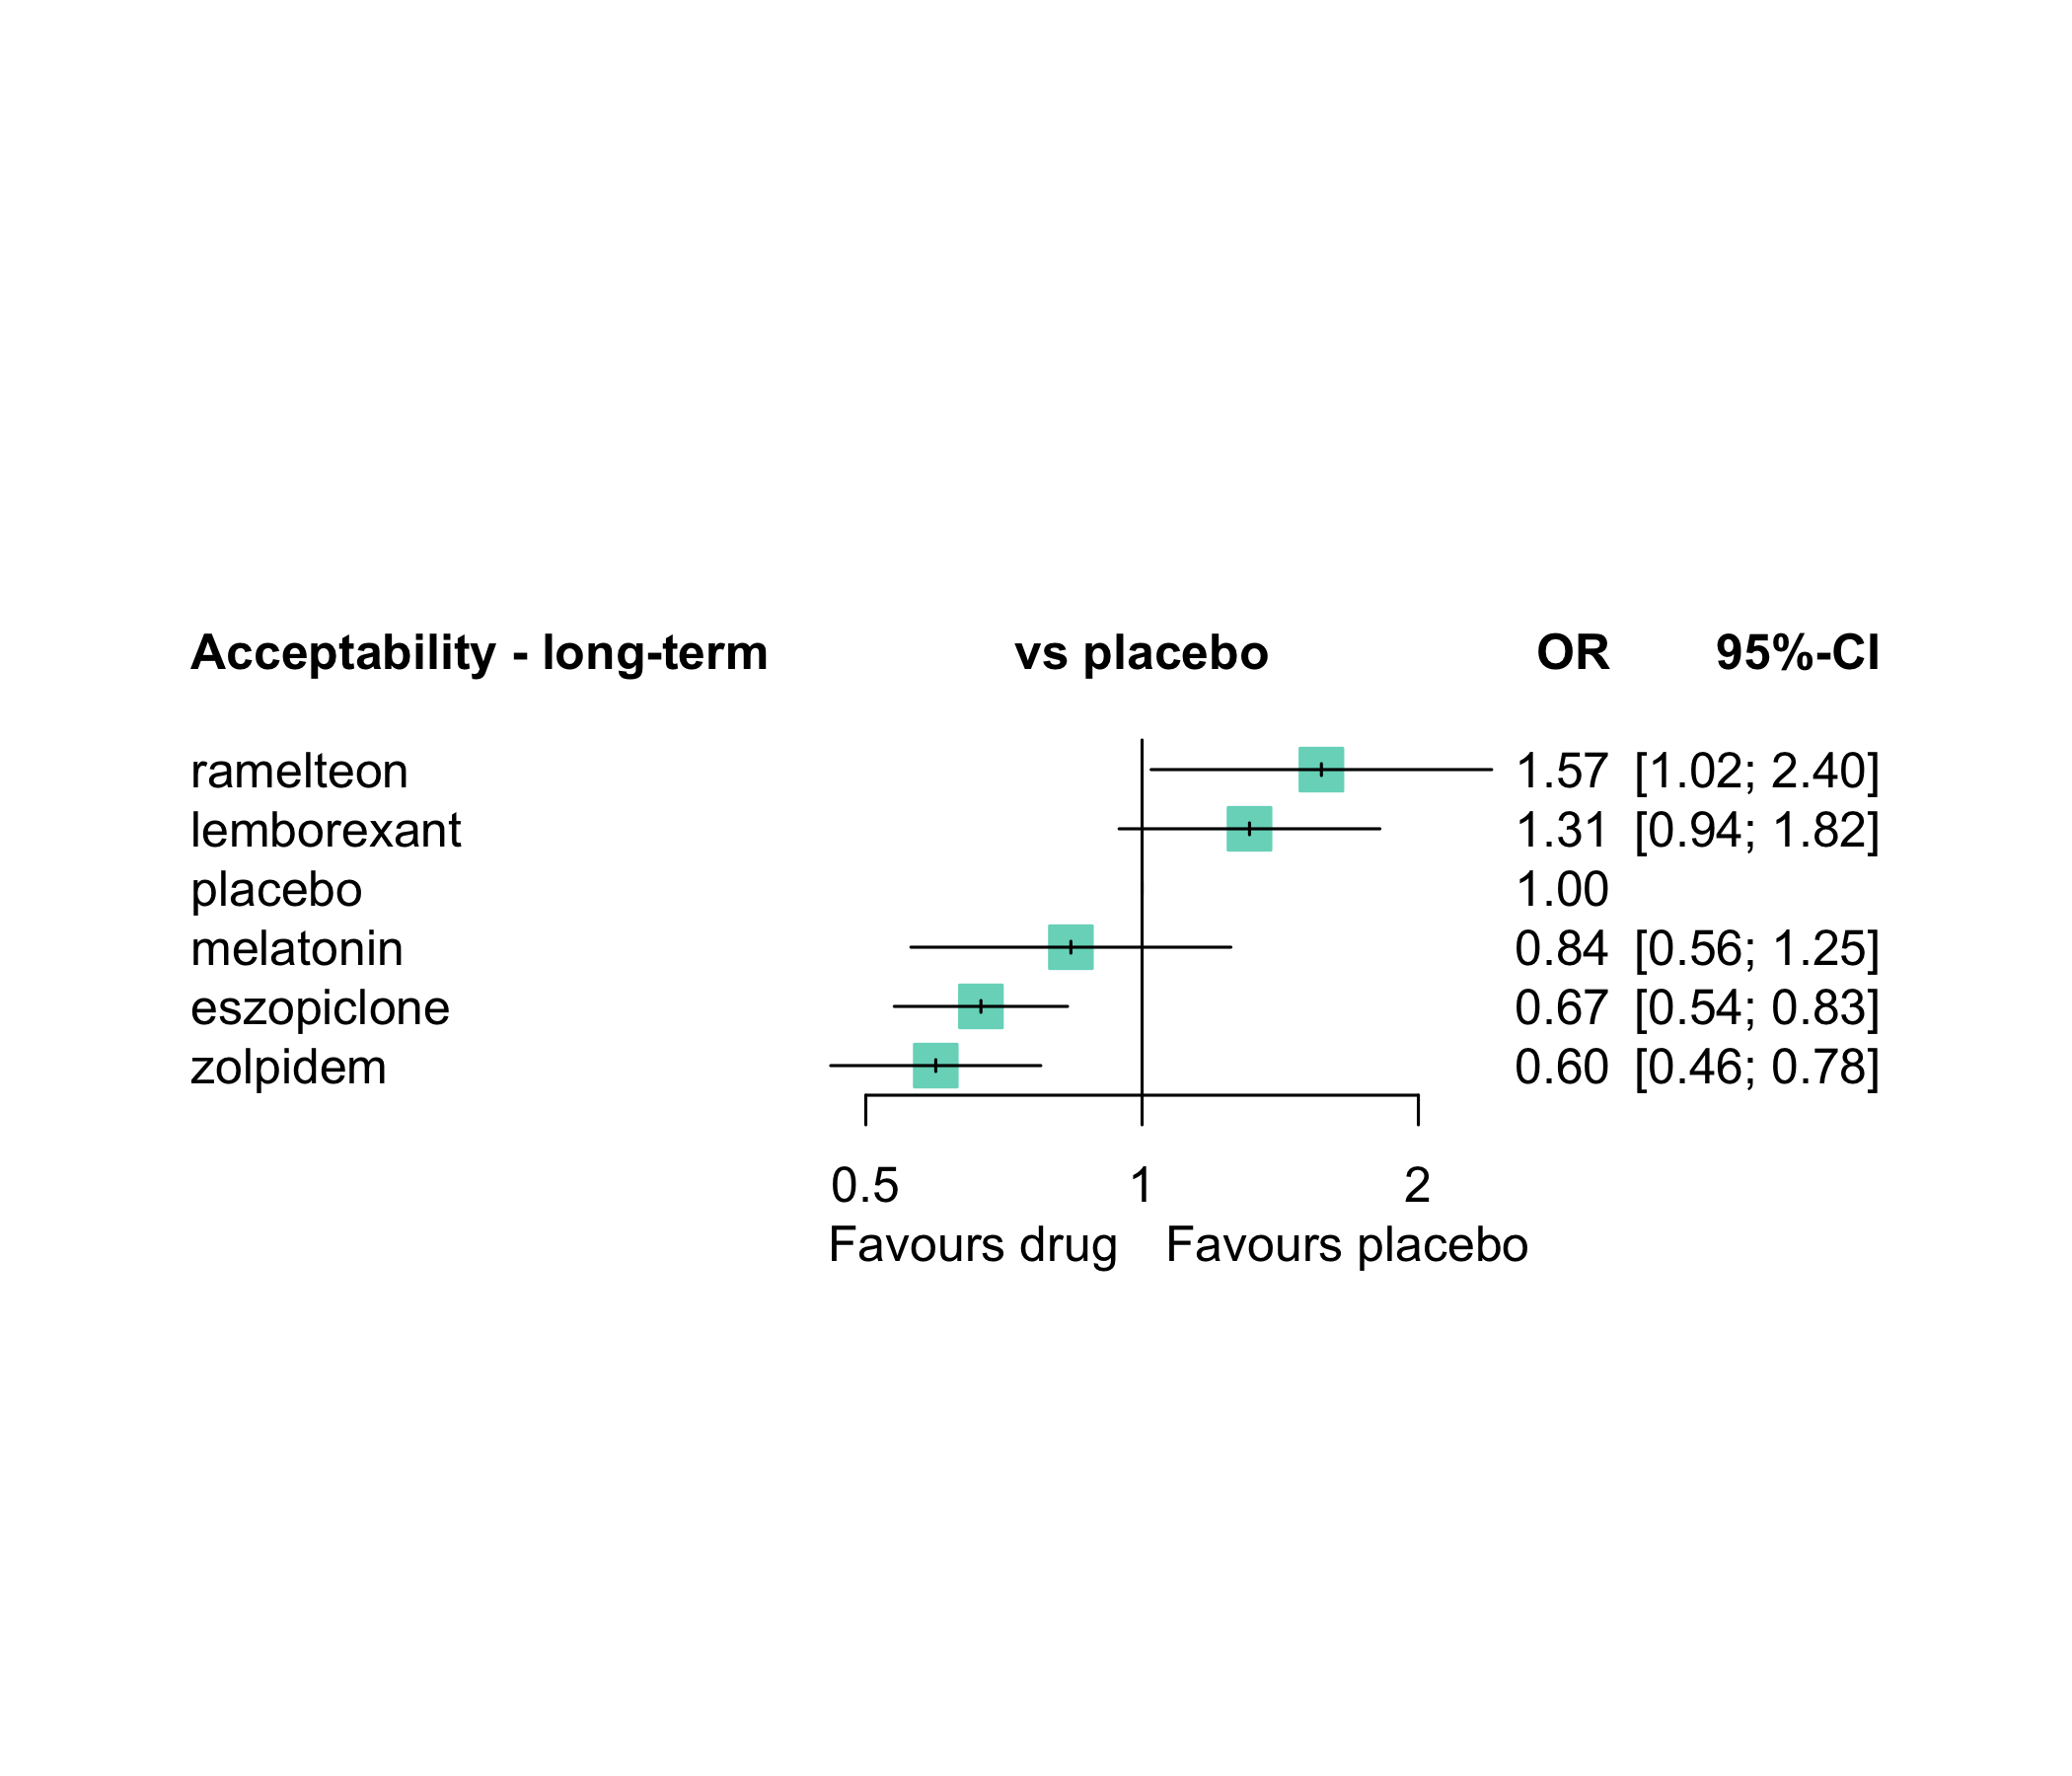 Acceptability - long-term vs placebo OR 95%-CI
ramelteon 1.57 [1.02; 2.40]
lemborexant 1.31 [0.94; 1.82]
placebo 1.00
melatonin 0.84 [0.56; 1.25]
eszopiclone 0.67 [0.54; 0.83]
zolpidem 0.60 [0.46; 0.78]
0.5 1 2
Favours drug Favours placebo